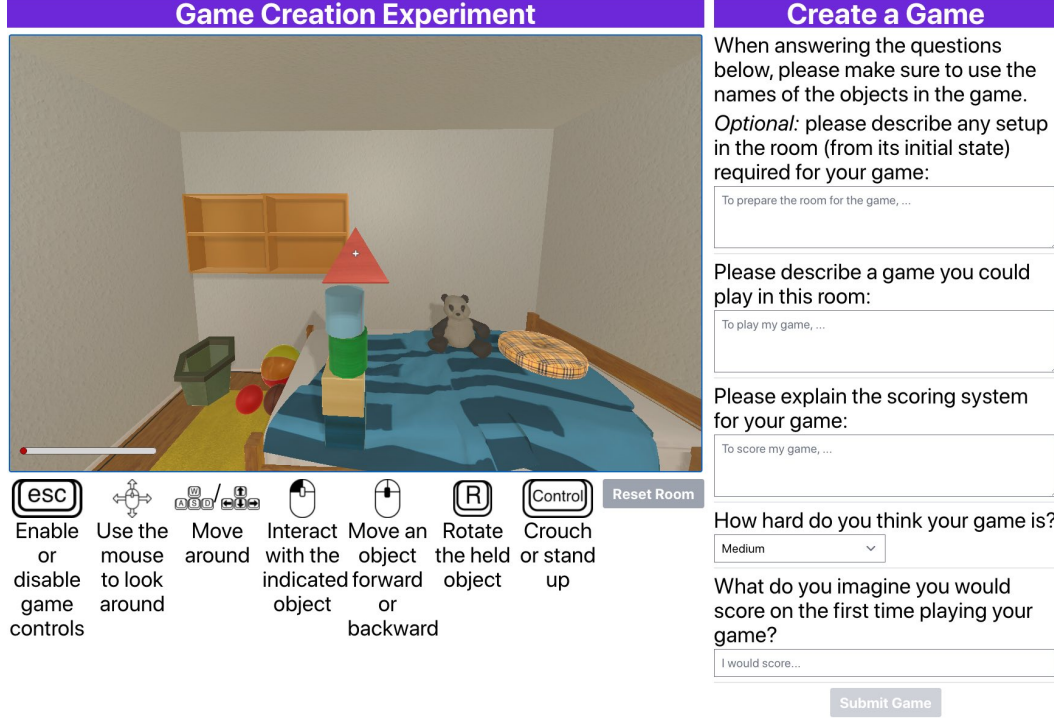 Game Creation Experiment
esc
Enable
or
disable
game
controls
Use the
mouse
to look
around
W
A S D /
Move
around
Interact
with the
indicated
object
Move an
object
forward
or
backward
R
Rotate
the held
object
Control
Crouch
or stand
up
Reset Room
Create a Game
When answering the questions
below, please make sure to use the
names of the objects in the game.
Optional: please describe any setup
in the room (from its initial state)
required for your game:
To prepare the room for the game, ...
Please describe a game you could
play in this room:
To play my game, ...
Please explain the scoring system
for your game:
To score my game, ...
How hard do you think your game is?
Medium
What do you imagine you would
score on the first time playing your
game?
I would score...
Submit Game